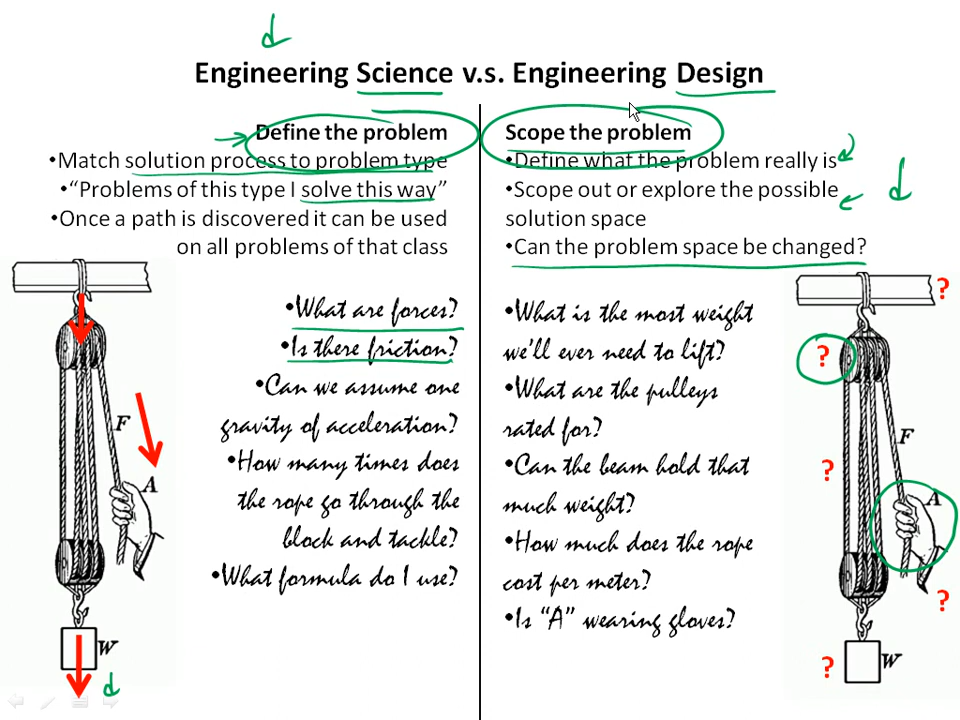 d
Engineering Science v.s. Engineering Design
Define the problem
•Match solution process to problem type
•“Problems of this type I solve this way”
•Once a path is discovered it can be used
on all problems of that class
•What are forces?
•Is there friction?
•Can we assume one
gravity of acceleration?
•How many times does
the rope go through the
block and tackle?
•What formula do I use?
F
A
W
d
Scope the problem
•Define what the problem really is
•Scope out or explore the possible
solution space
•Can the problem space be changed?
d
•What is the most weight
we'll ever need to lift?
•What are the pulleys
rated for?
•Can the beam hold that
much weight?
•How much does the rope
cost per meter?
•Is “A” wearing gloves?
?
?
F
?
A
?
?
W